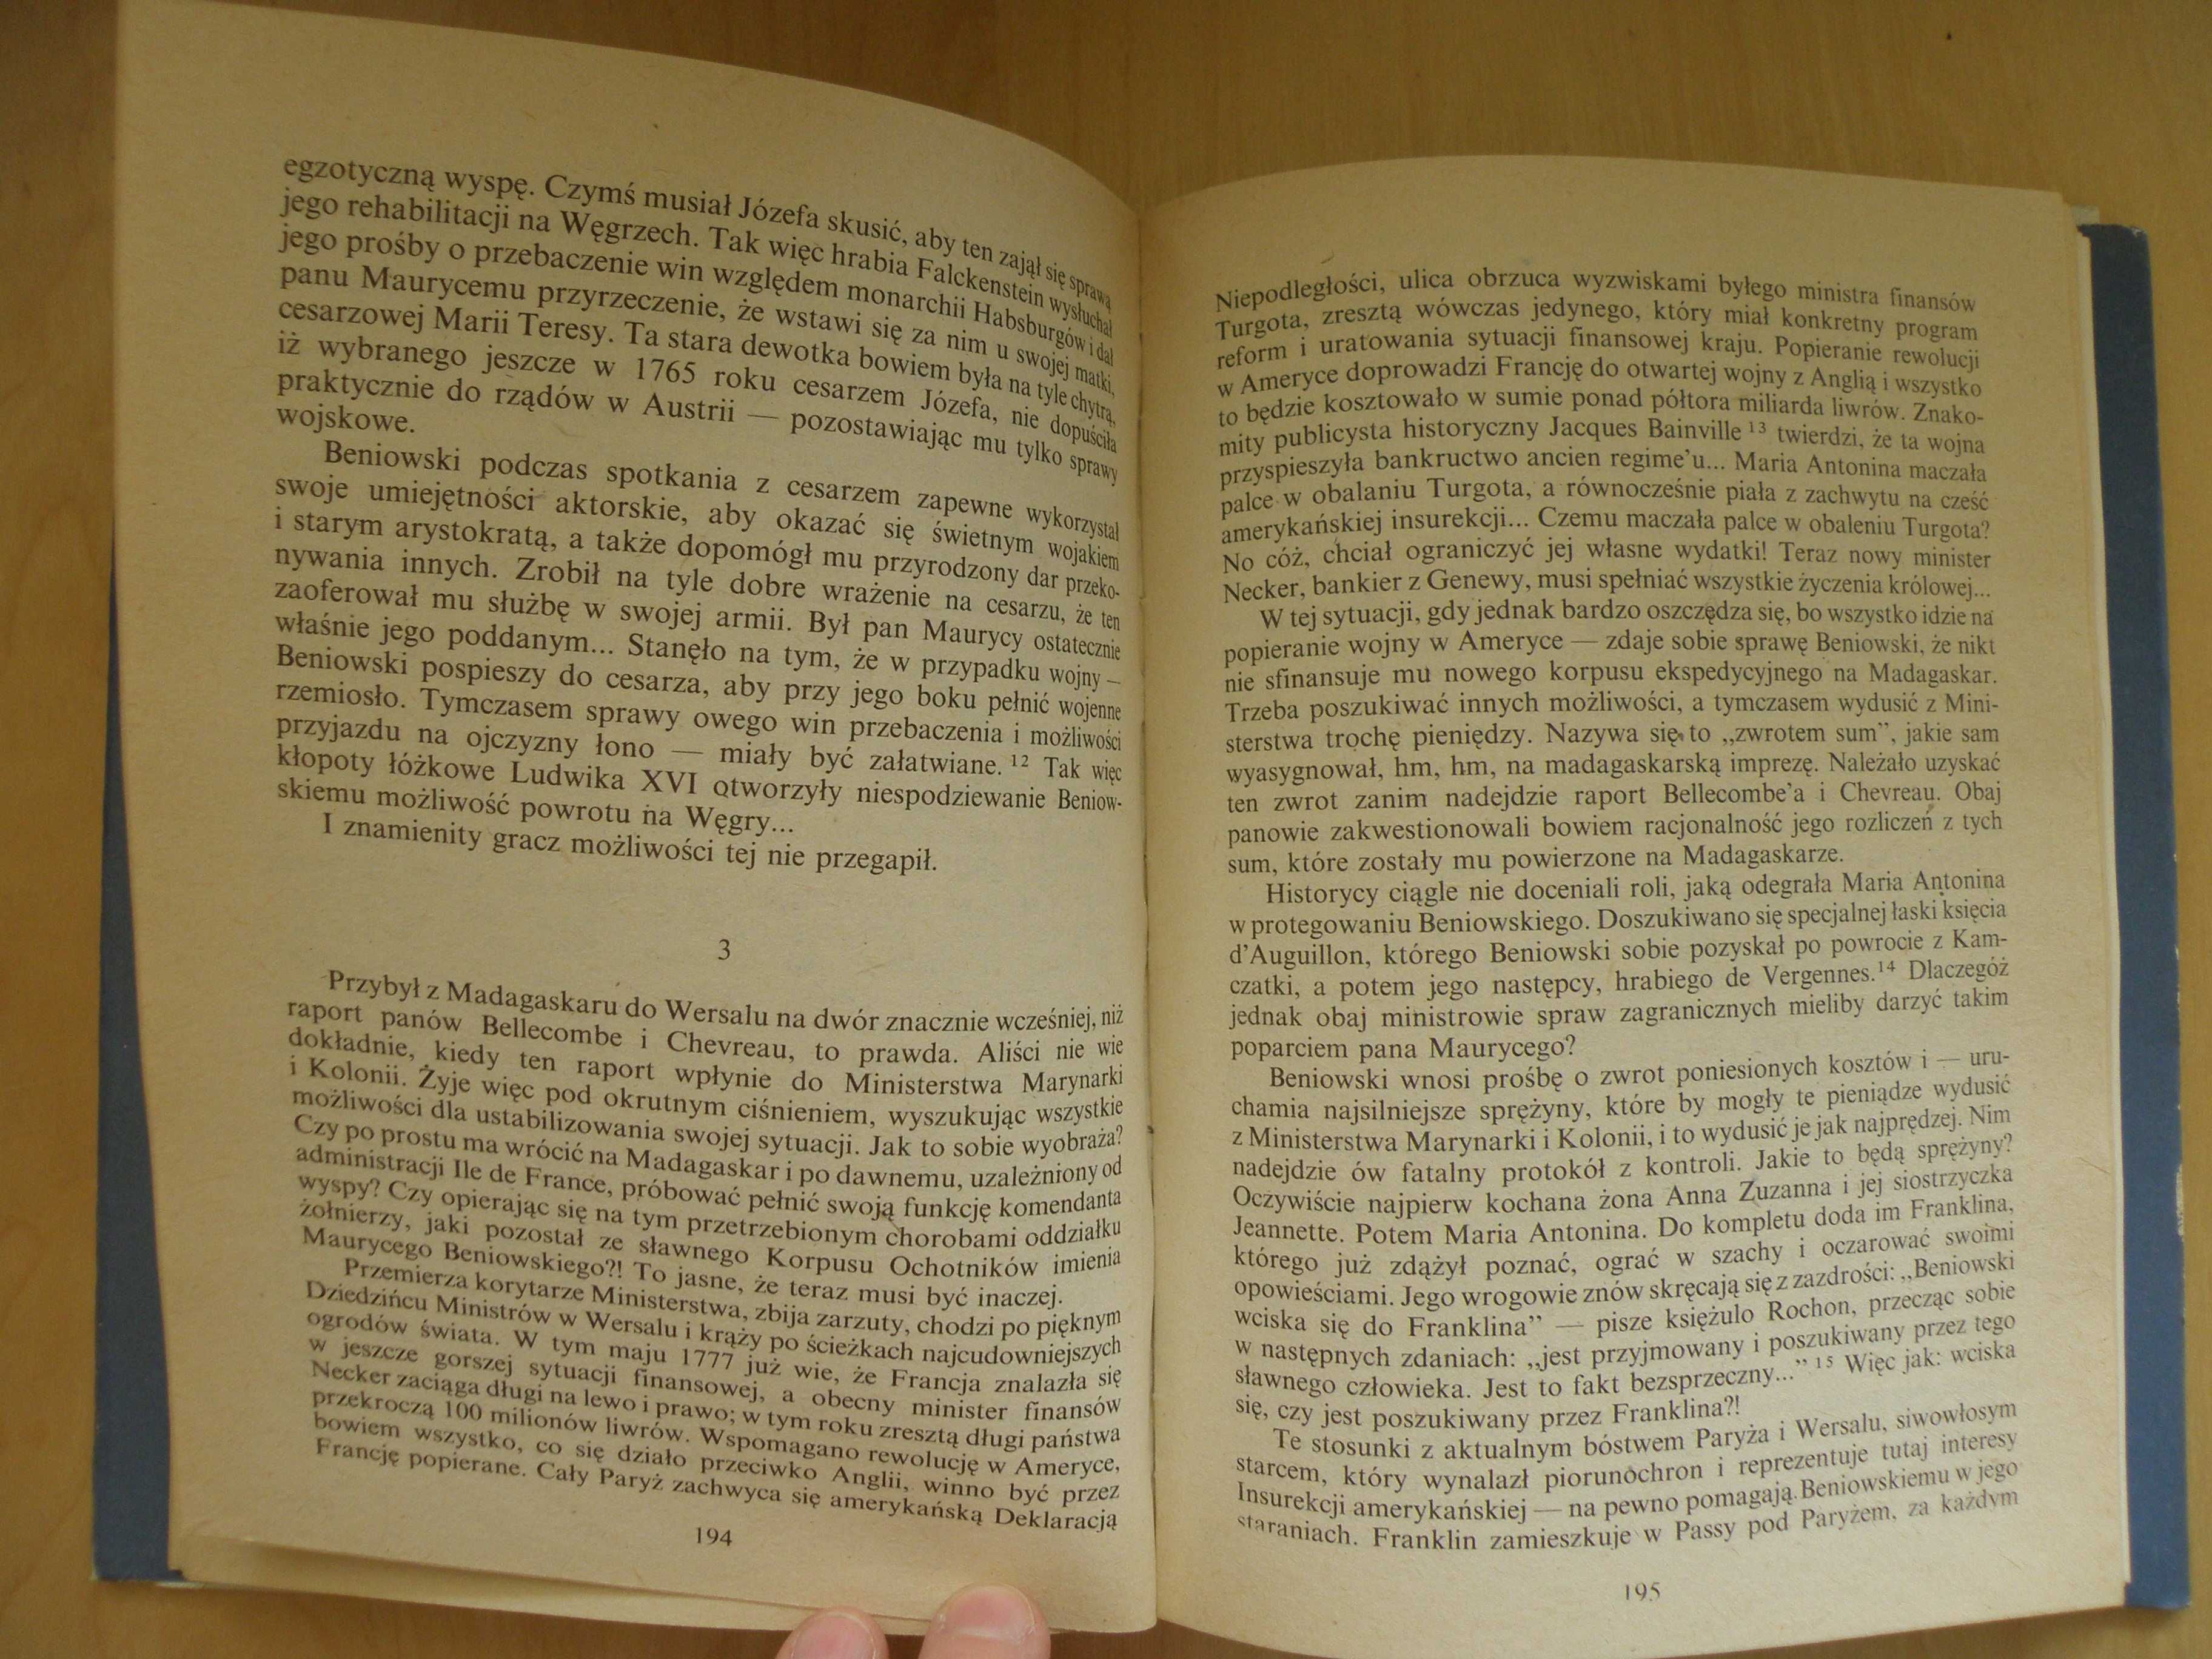 egzotyczną wyspę. Czymś musiał Józefa skusić, aby ten zajął się sprawą
jego rehabilitacji na Węgrzech. Tak więc hrabia Falckenstein wysłuchał
jego prośby o przebaczenie win względem monarchii Habsburgów i dał
panu Maurycemu przyrzeczenie, że wstawi się za nim u swojej matki,
cesarzowej Marii Teresy. Ta stara dewotka bowiem była na tyle chytra,
iż wybranego jeszcze w 1765 roku cesarzem Józefa, nie dopuściła
praktycznie do rządów w Austrii — pozostawiając mu tylko sprawy
wojskowe.
Beniowski podczas spotkania z cesarzem zapewne wykorzystał
swoje umiejętności aktorskie, aby okazać się świetnym wojakiem
i starym arystokratą, a także dopomógł mu przyrodzony dar przeko-
nywania innych. Zrobił na tyle dobre wrażenie na cesarzu, że ten
zaoferował mu służbę w swojej armii. Był pan Maurycy ostatecznie
właśnie jego poddanym... Stanęło na tym, że w przypadku wojny –
Beniowski pospieszy do cesarza, aby przy jego boku pełnić wojenne
rzemiosło. Tymczasem sprawy owego win przebaczenia i możliwości
przyjazdu na ojczyzny łono — miały być załatwiane.¹² Tak więc
kłopoty łóżkowe Ludwika XVI otworzyły niespodziewanie Beniow-
skiemu możliwość powrotu na Węgry...
I znamienity gracz możliwości tej nie przegapił.
3
Przybył z Madagaskaru do Wersalu na dwór znacznie wcześniej, niż
raport panów Bellecombe i Chevreau, to prawda. Aliści nie wie
dokładnie, kiedy ten raport wpłynie do Ministerstwa Marynarki
i Kolonii. Żyje więc pod okrutnym ciśnieniem, wyszukując wszystkie
możliwości dla ustabilizowania swojej sytuacji. Jak to sobie wyobraża?
Czy po prostu ma wrócić na Madagaskar i po dawnemu, uzależniony od
administracji Ile de France, próbować pełnić swoją funkcję komendanta
wyspy? Czy opierając się na tym przetrzebionym chorobami oddziałku
żołnierzy, jaki pozostał ze sławnego Korpusu Ochotników imienia
Maurycego Beniowskiego?! To jasne, że teraz musi być inaczej.
Przemierza korytarze Ministerstwa, zbija zarzuty, chodzi po pięknym
Dziedzińcu Ministrów w Wersalu i krąży po ścieżkach najcudowniejszych
ogrodów świata. W tym maju 1777 już wie, że Francja znalazła się
w jeszcze gorszej sytuacji finansowej, a obecny minister finansów
Necker zaciąga długi na lewo i prawo; w tym roku zresztą długi państwa
przekroczą 100 milionów liwrów. Wspomagano rewolucję w Ameryce,
bowiem wszystko, co się działo przeciwko Anglii, winno być przez
Francję popierane. Cały Paryż zachwyca się amerykańską Deklaracją
194
Niepodległości, ulica obrzuca wyzwiskami byłego ministra finansów
Turgota, zresztą wówczas jedynego, który miał konkretny program
reform i uratowania sytuacji finansowej kraju. Popieranie rewolucji
w Ameryce doprowadzi Francję do otwartej wojny z Anglią i wszystko
to będzie kosztowało w sumie ponad półtora miliarda liwrów. Znako-
mity publicysta historyczny Jacques Bainville¹³ twierdzi, że ta wojna
przyspieszyła bankructwo ancien regime’u... Maria Antonina maczała
palce w obalaniu Turgota, a równocześnie piała z zachwytu na cześć
amerykańskiej insurekcji... Czemu maczała palce w obaleniu Turgota?
No cóż, chciał ograniczyć jej własne wydatki! Teraz nowy minister
Necker, bankier z Genewy, musi spełniać wszystkie życzenia królowej...
W tej sytuacji, gdy jednak bardzo oszczędza się, bo wszystko idzie na
popieranie wojny w Ameryce — zdaje sobie sprawę Beniowski, że nikt
nie sfinansuje mu nowego korpusu ekspedycyjnego na Madagaskar.
Trzeba poszukiwać innych możliwości, a tymczasem wydusić z Mini-
sterstwa trochę pieniędzy. Nazywa się to „zwrotem sum”, jakie sam
wyasygnował, hm, hm, na madagaskarską imprezę. Należało uzyskać
ten zwrot zanim nadejdzie raport Bellecombe’a i Chevreau. Obaj
panowie zakwestionowali bowiem racjonalność jego rozliczeń z tych
sum, które zostały mu powierzone na Madagaskarze.
Historycy ciągle nie doceniali roli, jaką odegrała Maria Antonina
w protegowaniu Beniowskiego. Doszukiwano się specjalnej łaski księcia
d’Auguillon, którego Beniowski sobie pozyskał po powrocie z Kam-
czatki, a potem jego następcy, hrabiego de Vergennes.¹⁴ Dlaczegóż
jednak obaj ministrowie spraw zagranicznych mieliby darzyć takim
poparciem pana Maurycego?
Beniowski wnosi prośbę o zwrot poniesionych kosztów i — uru-
chamia najsilniejsze sprężyny, które by mogły te pieniądze wydusić
z Ministerstwa Marynarki i Kolonii, i to wydusić je jak najprędzej. Nim
nadejdzie ów fatalny protokół z kontroli. Jakie to będą sprężyny?
Oczywiście najpierw kochana żona Anna Zuzanna i jej siostrzyczka
Jeannette. Potem Maria Antonina. Do kompletu doda im Franklina,
którego już zdążył poznać, ograć w szachy i oczarować swoimi
opowieściami. Jego wrogowie znów skręcają się z zazdrości: „Beniowski
wciska się do Franklina” — pisze księżulo Rochon, przecząc sobie
w następnych zdaniach: „jest przyjmowany i poszukiwany przez tego
sławnego człowieka. Jest to fakt bezsprzeczny...”¹⁵ Więc jak: wciska
się, czy jest poszukiwany przez Franklina?!
Te stosunki z aktualnym bóstwem Paryża i Wersalu, siwowłosym
starcem, który wynalazł piorunochron i reprezentuje tutaj interesy
Insurekcji amerykańskiej — na pewno pomagają Beniowskiemu w jego
staraniach. Franklin zamieszkuje w Passy pod Paryżem, za każdym
195